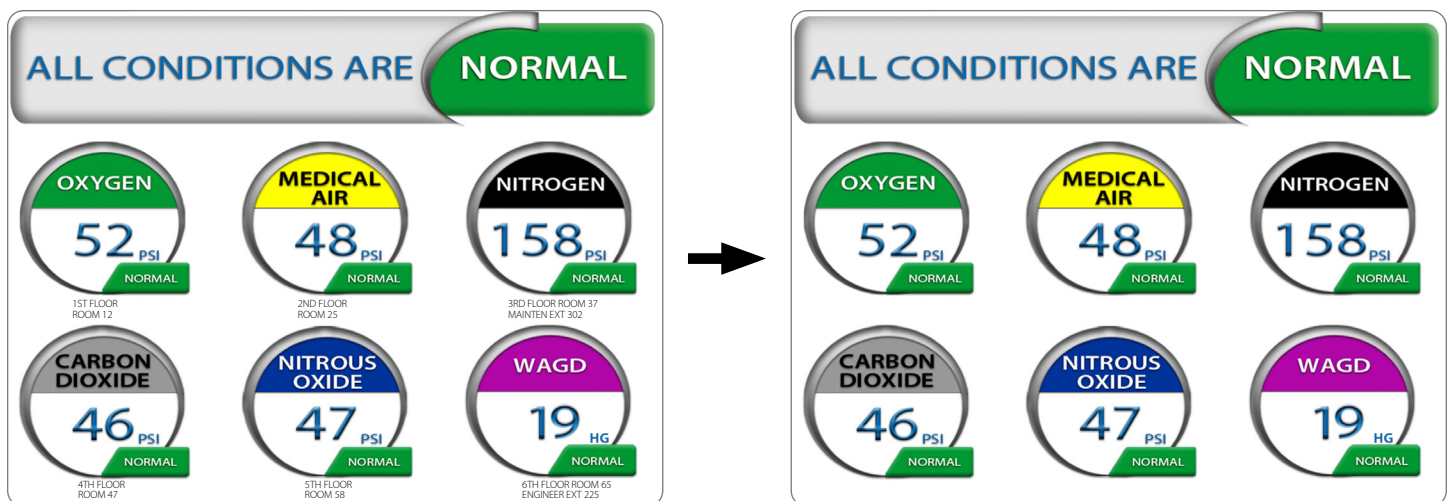 ALL CONDITIONS ARE NORMAL
OXYGEN
52 PSI
NORMAL
1ST FLOOR
ROOM 12
MEDICAL
AIR
48 PSI
NORMAL
2ND FLOOR
ROOM 25
NITROGEN
158 PSI
NORMAL
3RD FLOOR ROOM 37
MAINTEN EXT 302
CARBON
DIOXIDE
46 PSI
NORMAL
4TH FLOOR
ROOM 47
NITROUS
OXIDE
47 PSI
NORMAL
5TH FLOOR
ROOM 58
WAGD
19 HG
NORMAL
6TH FLOOR ROOM 65
ENGINEER EXT 225
ALL CONDITIONS ARE NORMAL
OXYGEN
52 PSI
NORMAL
MEDICAL
AIR
48 PSI
NORMAL
NITROGEN
158 PSI
NORMAL
CARBON
DIOXIDE
46 PSI
NORMAL
NITROUS
OXIDE
47 PSI
NORMAL
WAGD
19 HG
NORMAL